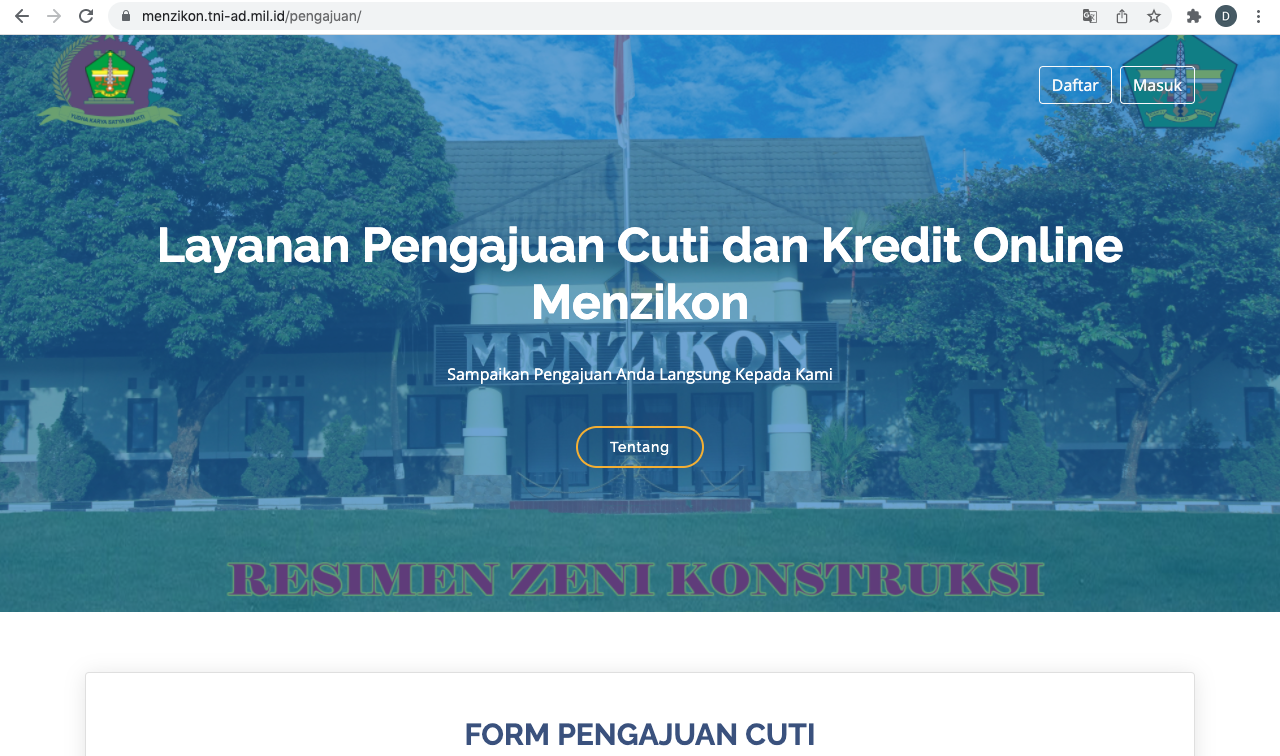 menzikon.tni-ad.mil.id/pengajuan/
D
YUDHA KARYA SATYA BHAKTI
Daftar
Masuk
Layanan Pengajuan Cuti dan Kredit Online
Menzikon
MENZIKON
Sampaikan Pengajuan Anda Langsung Kepada Kami
Tentang
RESIMEN ZENI KONSTRUKSI
FORM PENGAJUAN CUTI